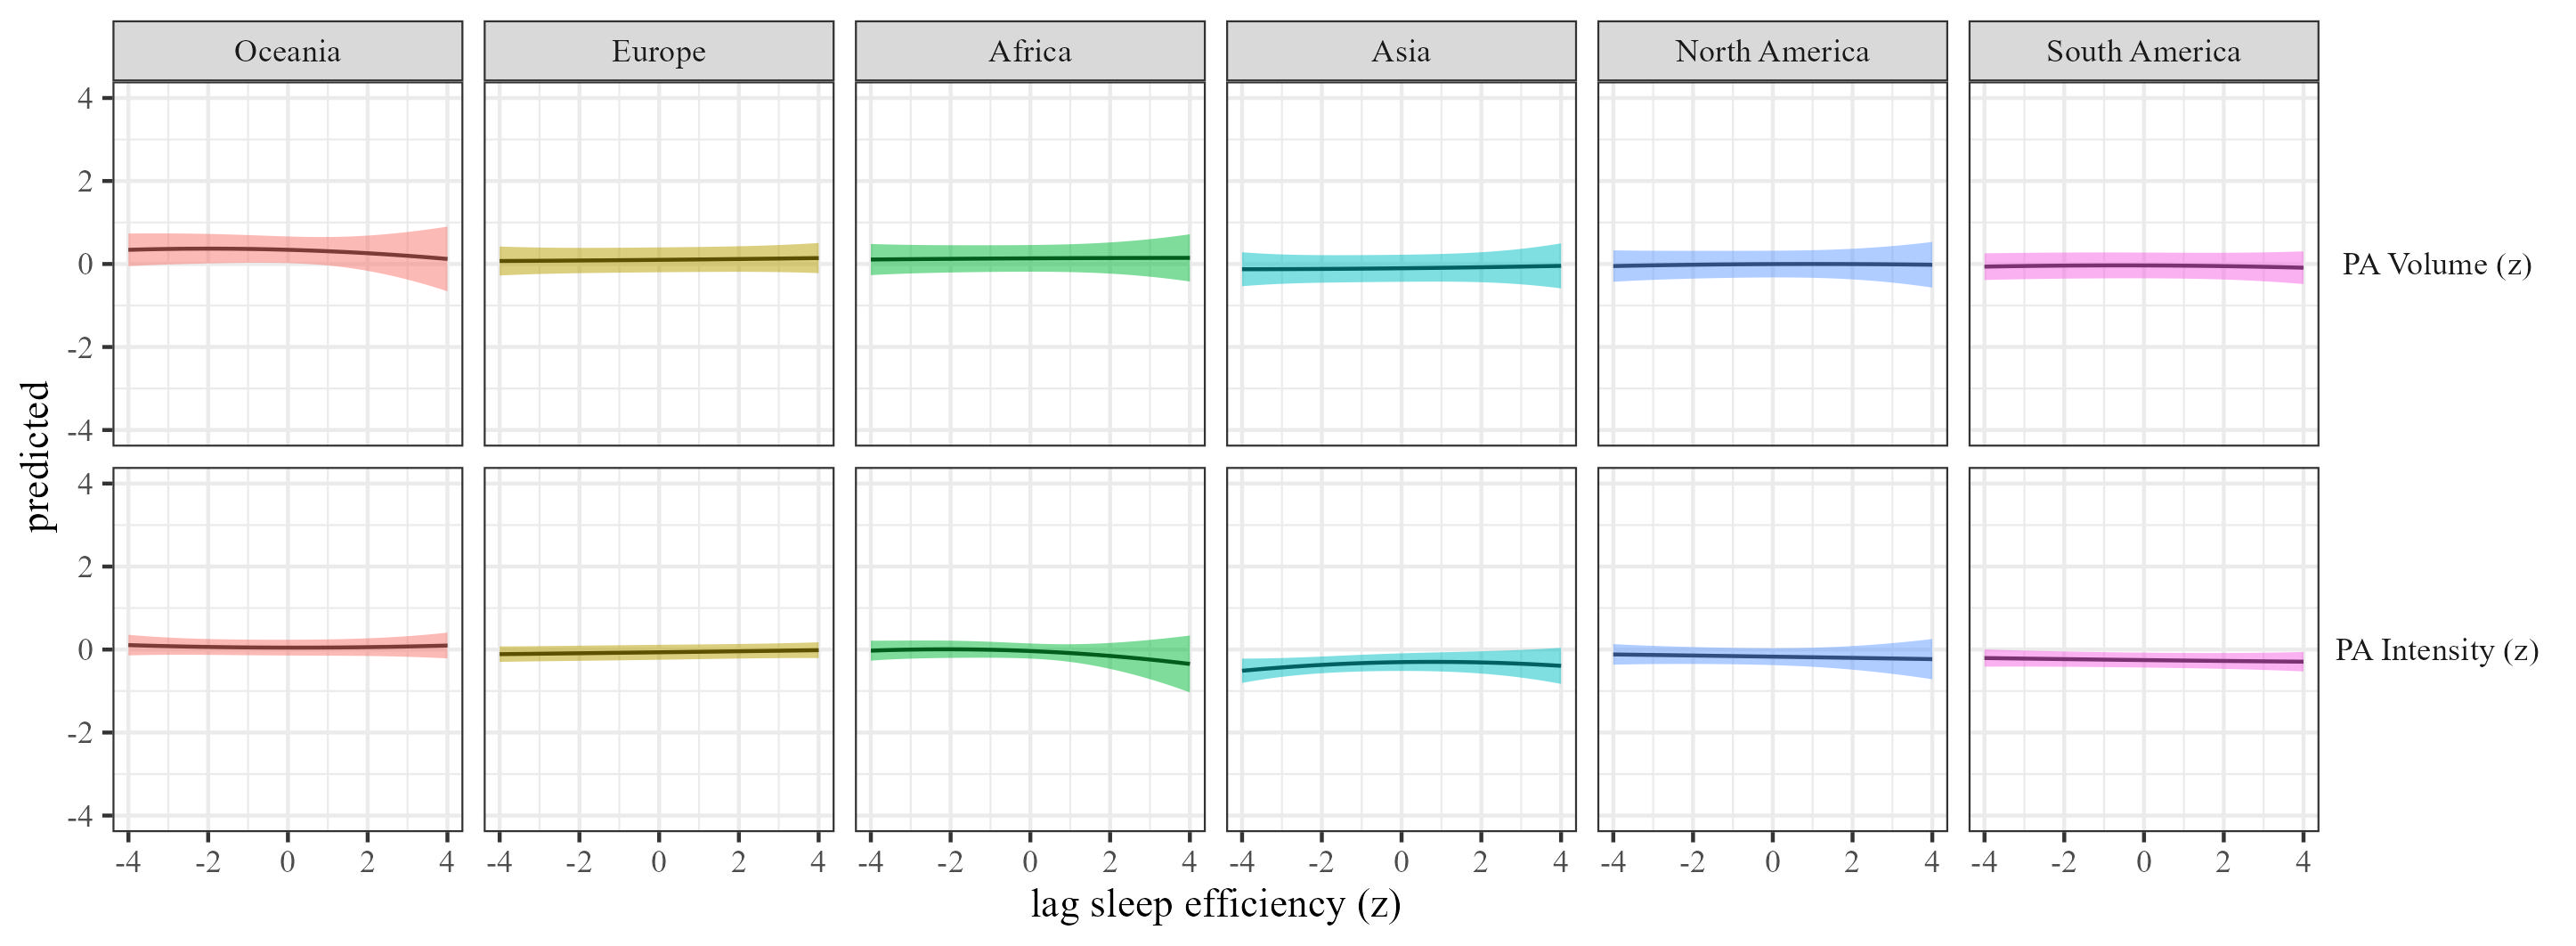 Oceania Europe Africa Asia North America South America
4
2
0
-2
-4
PA Volume (z)
predicted
4
2
0
-2
-4
PA Intensity (z)
-4 -2 0 2 4 -4 -2 0 2 4 -4 -2 0 2 4 -4 -2 0 2 4 -4 -2 0 2 4 -4 -2 0 2 4
lag sleep efficiency (z)